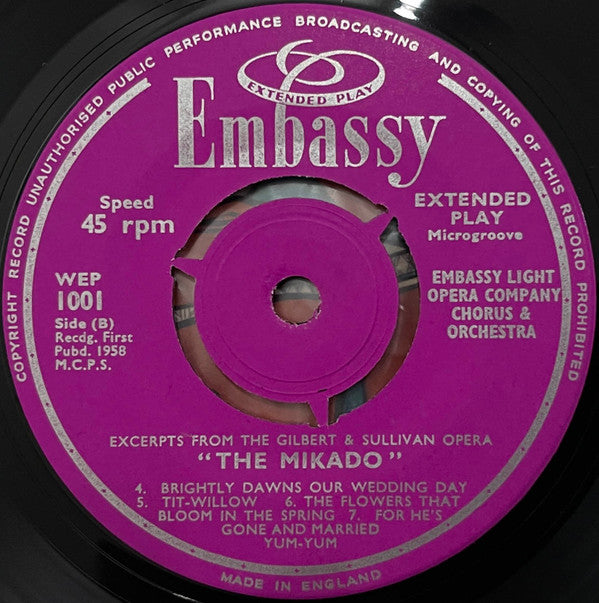 COPYRIGHT RECORD UNAUTHORISED PUBLIC PERFORMANCE BROADCASTING AND COPYING OF THIS RECORD PROHIBITED
EXTENDED PLAY
Embassy
Speed
45 rpm
EXTENDED
PLAY
Microgroove
WEP
1001
Side (B)
Recdg. First
Pubd. 1958
M.C.P.S.
EMBASSY LIGHT
OPERA COMPANY
CHORUS &
ORCHESTRA
EXCERPTS FROM THE GILBERT & SULLIVAN OPERA
"THE MIKADO"
4. BRIGHTLY DAWNS OUR WEDDING DAY
5. TIT-WILLOW 6. THE FLOWERS THAT
BLOOM IN THE SPRING 7. FOR HE'S
GONE AND MARRIED
YUM-YUM
MADE IN ENGLAND